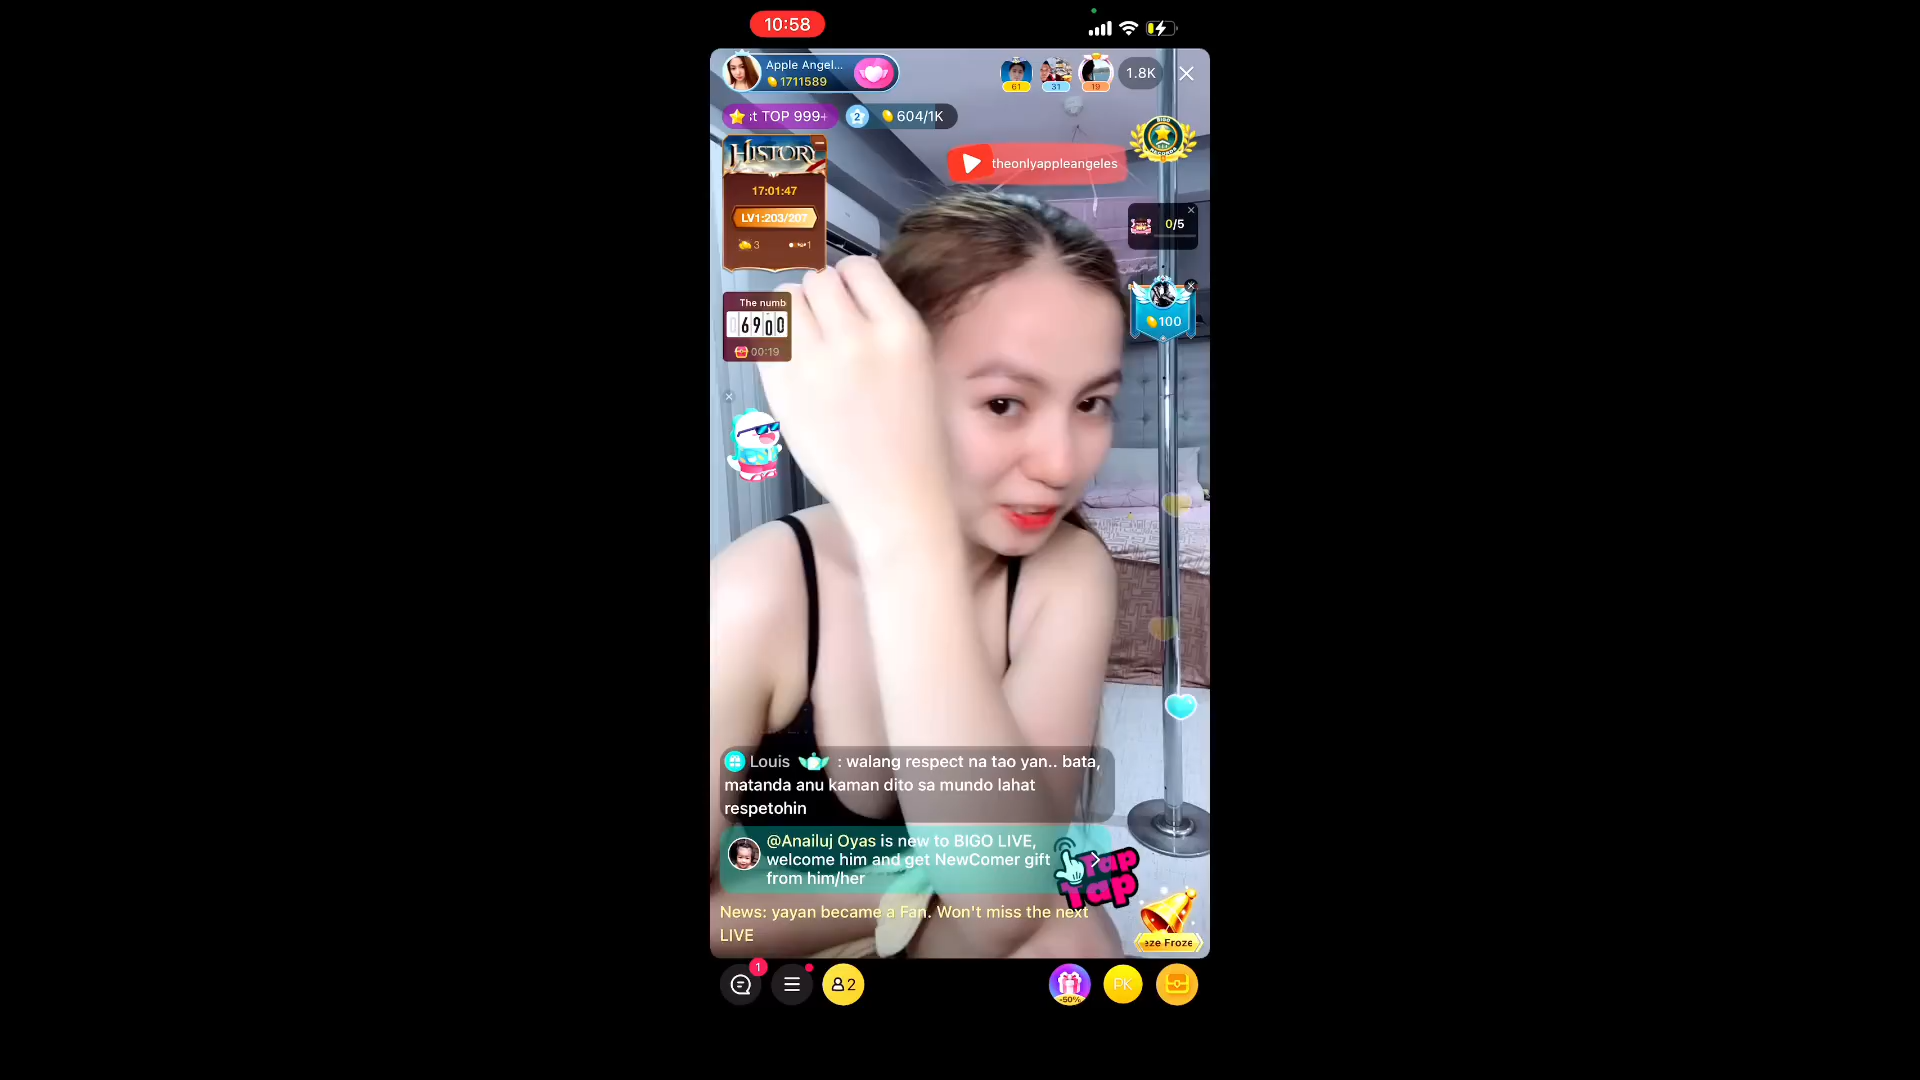 10:58
Apple Angel...
1711589
61
31
19
1.8K
st TOP 999+
2
604/1K
HISTORY
17:01:47
LV1:203/207
3
1
theonlyappleangeles
BIGO
0/5
100
The numb
6900
00:19
Louis : walang respect na tao yan.. bata,
matanda anu kaman dito sa mundo lahat
respetohin
@Anailuj Oyas is new to BIGO LIVE,
welcome him and get NewComer gift
from him/her
Tap
Tap
News: yayan became a Fan. Won't miss the next
LIVE
eze Froze
1
2
-50%
PK